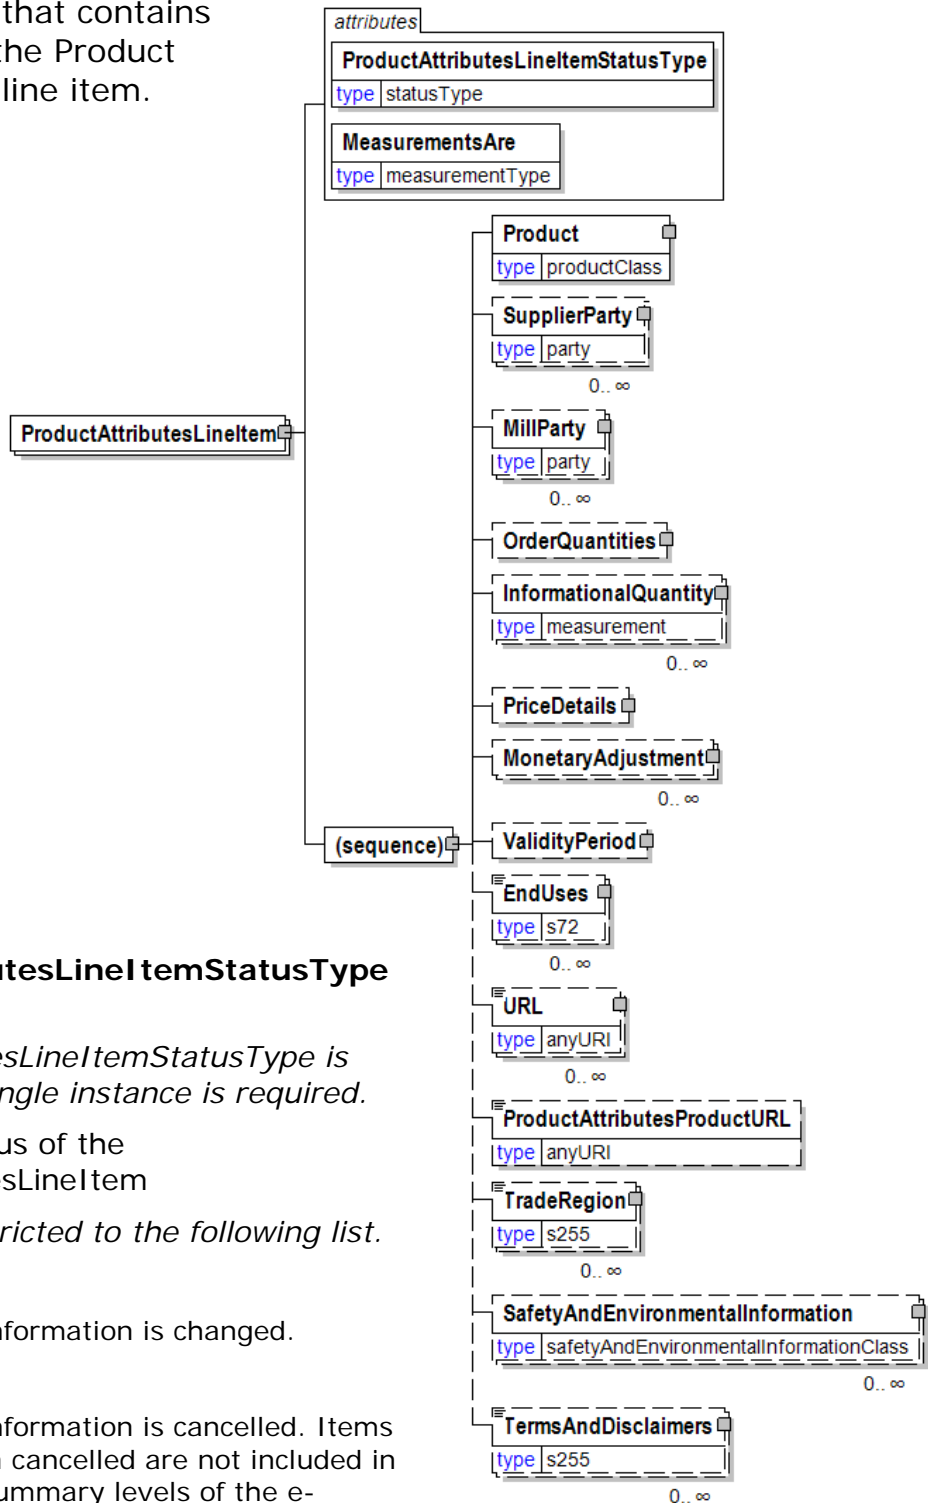 that contains
the Product
line item.
attributes
ProductAttributesLineItemStatusType
type statusType
MeasurementsAre
type measurementType
Product
type productClass
SupplierParty
type party
0.. ∞
ProductAttributesLineItem
MillParty
type party
0.. ∞
OrderQuantities
InformationalQuantity
type measurement
0.. ∞
PriceDetails
MonetaryAdjustment
0.. ∞
(sequence)
ValidityPeriod
EndUses
type s72
0.. ∞
URL
type anyURI
0.. ∞
ProductAttributesProductURL
type anyURI
TradeRegion
type s255
0.. ∞
SafetyAndEnvironmentalInformation
type safetyAndEnvironmentalInformationClass
0.. ∞
TermsAndDisclaimers
type s255
0.. ∞
utesLineItemStatusType
esLineItemStatusType is
ngle instance is required.
us of the
esLineItem
ricted to the following list.
nformation is changed.
nformation is cancelled. Items
n cancelled are not included in
ummary levels of the e-